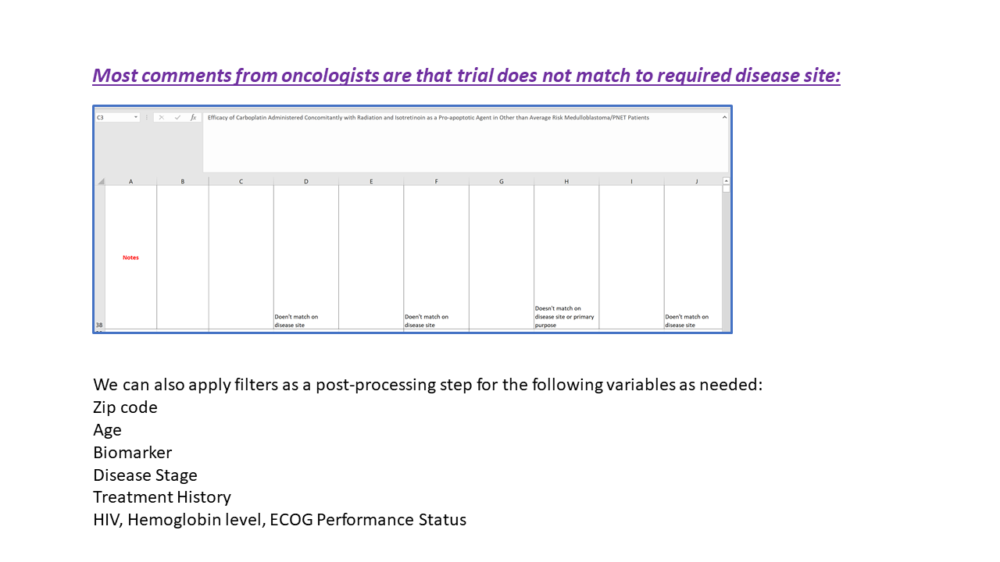 Most comments from oncologists are that trial does not match to required disease site:
C3
fx
Efficacy of Carboplatin Administered Concomitantly with Radiation and Isotretinoin as a Pro-apoptotic Agent in Other than Average Risk Medulloblastoma/PNET Patients
A B C D E F G H I J
Notes
38
Doen't match on
disease site
Doen't match on
disease site
Doesn't match on
disease site or primary
purpose
Doen't match on
disease site
We can also apply filters as a post-processing step for the following variables as needed:
Zip code
Age
Biomarker
Disease Stage
Treatment History
HIV, Hemoglobin level, ECOG Performance Status